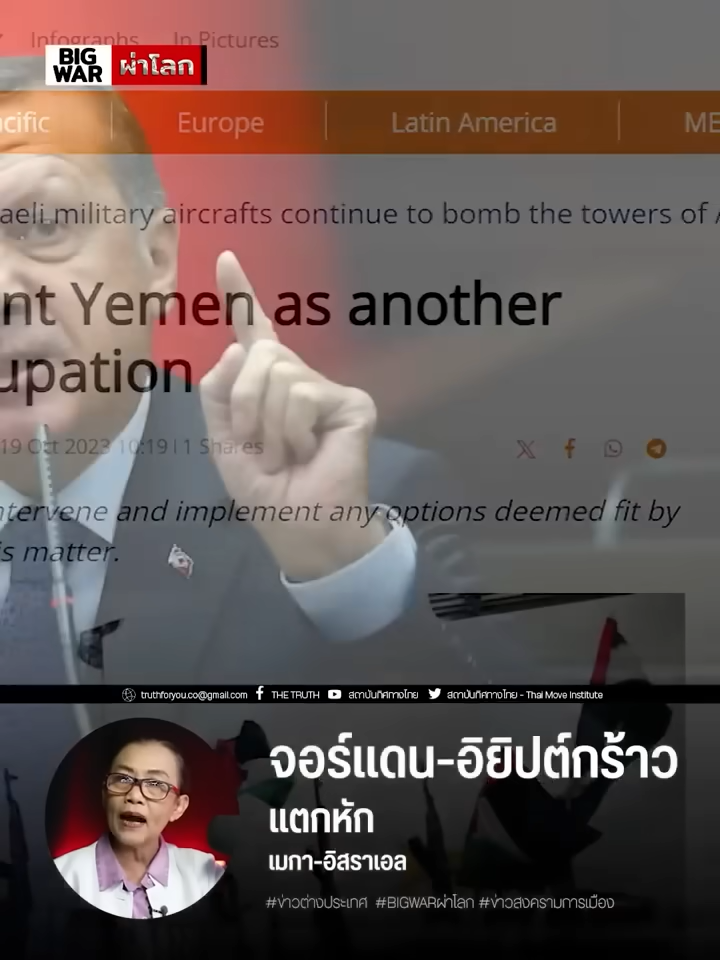 Infographs In Pictures
BIG
WAR ผ่าโลก
acific Europe Latin America ME
aeli military aircrafts continue to bomb the towers of A
nt Yemen as another
upation
19 Oct 2023 10:19 | 1 Shares
ntervene and implement any options deemed fit by
is matter.
truthforyou.co@gmail.com THE TRUTH สถาบันทิศทางไทย สถาบันทิศทางไทย - Thai Move Institute
จอร์แดน-อิยิปต์กร้าว
แตกหัก
เมกา-อิสราเอล
#ข่าวต่างประเทศ #BIGWARผ่าโลก #ข่าวสงครามการเมือง